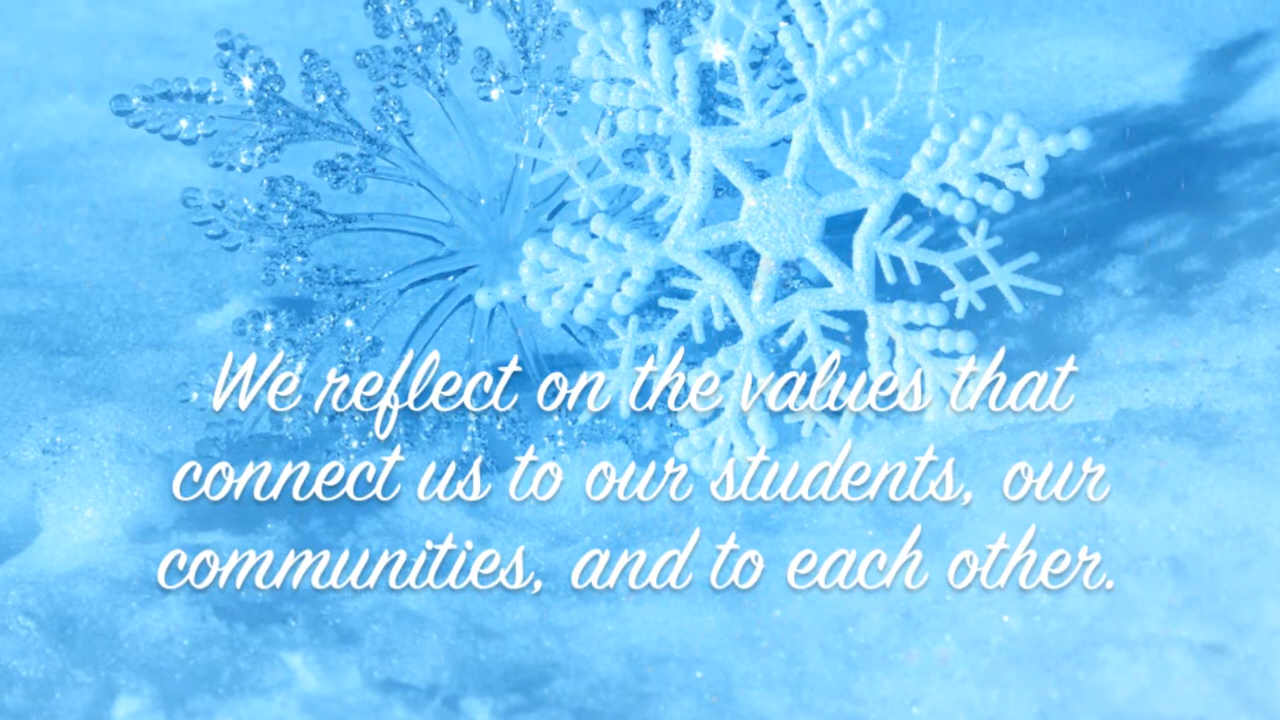 We reflect on the values that
connect us to our students, our
communities, and to each other.